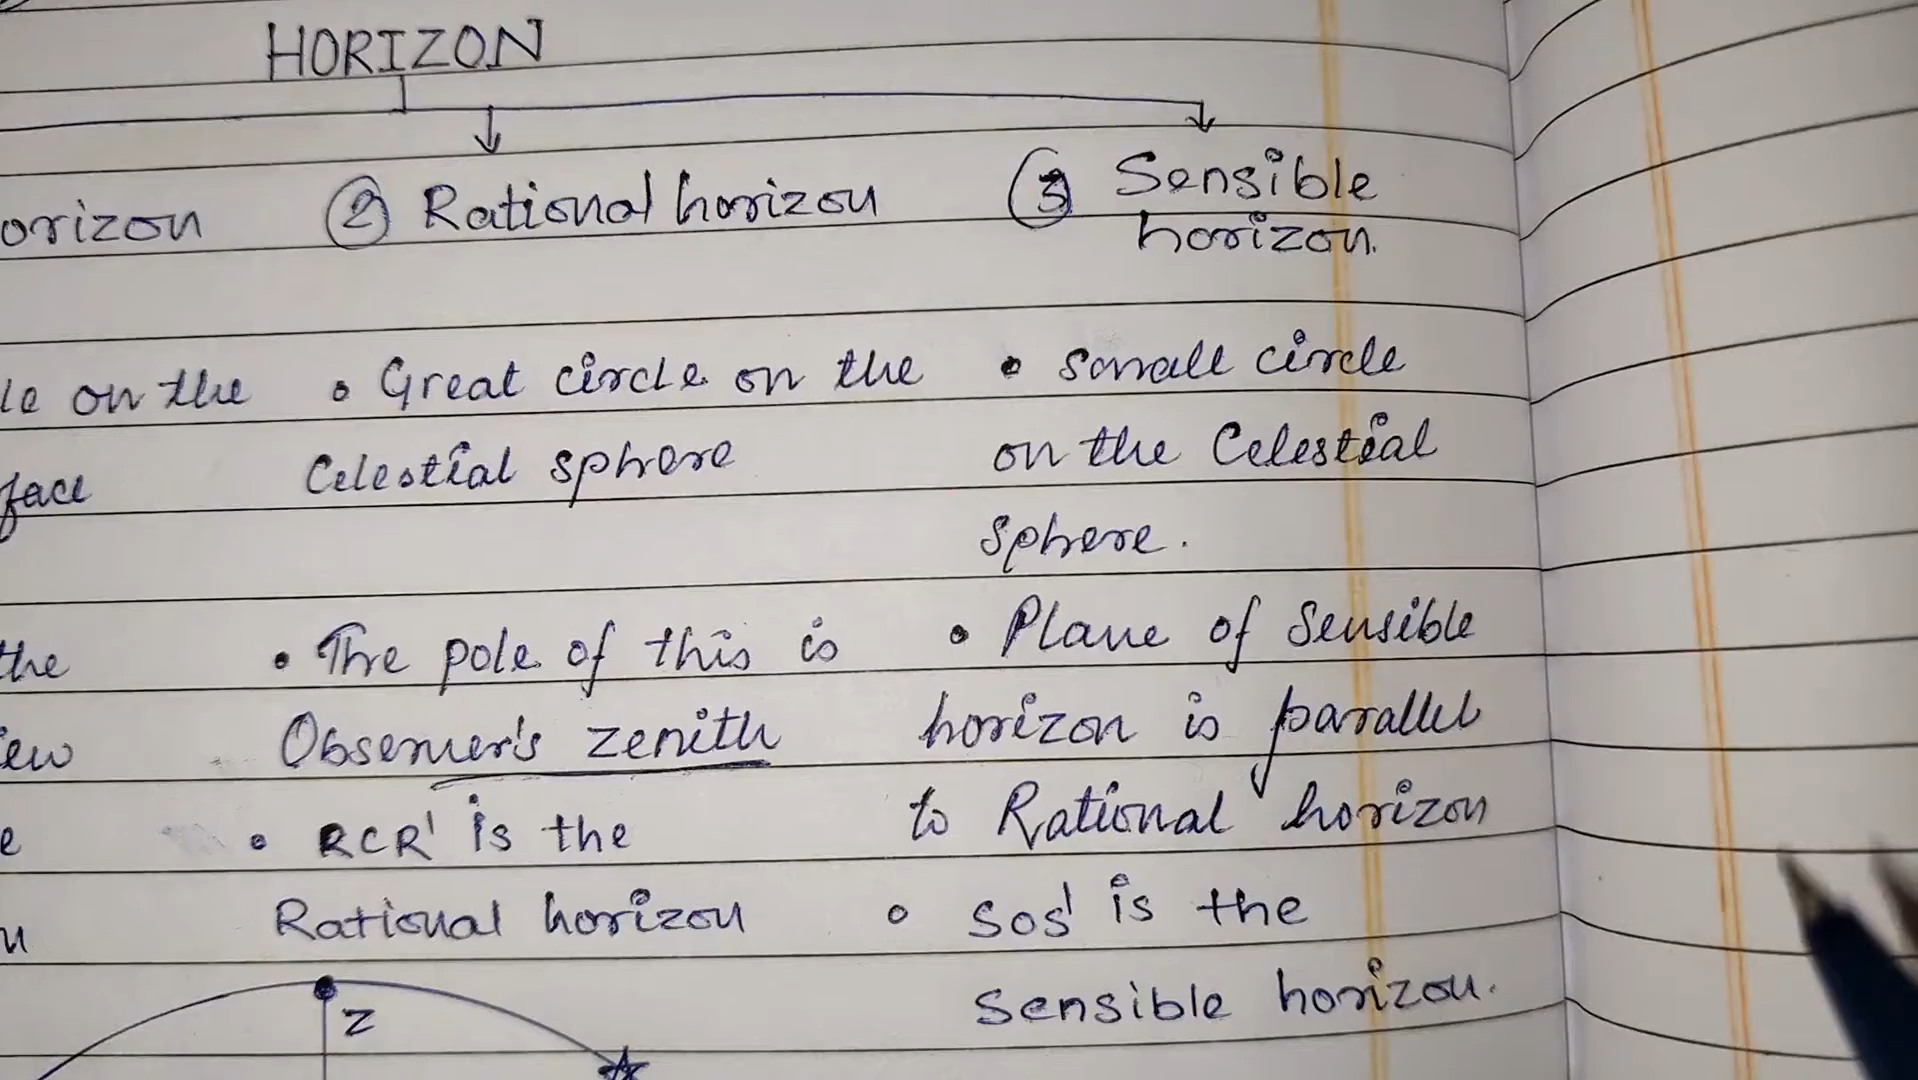 HORIZON
orizon ② Rational horizon ③ Sensible
horizon.
le on the • Great circle on the • Small circle
face Celestial sphere on the Celestial
sphere.
the • The pole of this is • Plane of Sensible
iew Observer's zenith horizon is parallel
e • RCR' is the to Rational horizon
n Rational horizon • SOS' is the
Z Sensible horizon.